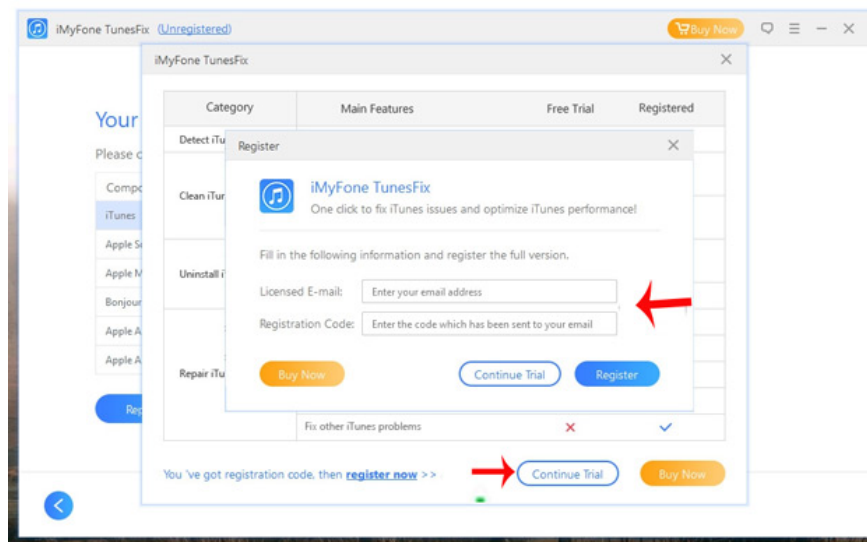 iMyFone TunesFix (Unregistered)
Buy Now
iMyFone TunesFix
Your
Please c
Compo
iTunes
Apple S
Apple M
Bonjour
Apple A
Apple A
Rep
Category Main Features Free Trial Registered
Detect iTu
Clean iTun
Uninstall i
Repair iTu
Fix other iTunes problems
Register
iMyFone TunesFix
One click to fix iTunes issues and optimize iTunes performance!
Fill in the following information and register the full version.
Licensed E-mail: Enter your email address
Registration Code: Enter the code which has been sent to your email
Buy Now Continue Trial Register
You 've got registration code, then register now >> Continue Trial Buy Now